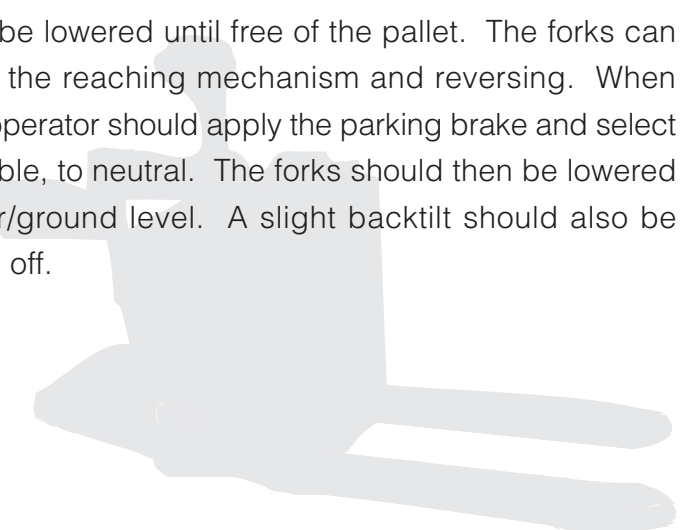 be lowered until free of the pallet. The forks can
the reaching mechanism and reversing. When
operator should apply the parking brake and select
ble, to neutral. The forks should then be lowered
r/ground level. A slight backtilt should also be
off.